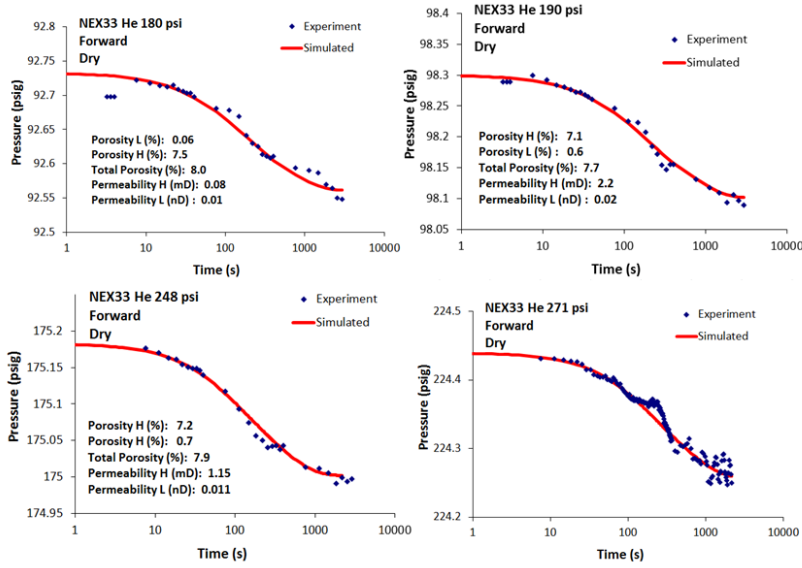 NEX33 He 180 psi
Forward
Dry
Experiment
Simulated
92.8
92.75
92.7
92.65
92.6
92.55
92.5
Pressure (psig)
Porosity L (%): 0.06
Porosity H (%): 7.5
Total Porosity (%): 8.0
Permeability H (mD): 0.08
Permeability L (nD) : 0.01
1 10 100 1000 10000
Time (s)
NEX33 He 190 psi
Forward
Dry
Experiment
Simulated
98.4
98.35
98.3
98.25
98.2
98.15
98.1
98.05
Pressure (psig)
Porosity H (%): 7.1
Porosity L (%): 0.6
Total Porosity (%): 7.7
Permeability H (mD): 2.2
Permeability L (nD) : 0.02
1 10 100 1000 10000
Time (s)
NEX33 He 248 psi
Forward
Dry
Experiment
Simulated
175.2
175.15
175.1
175.05
175
174.95
Pressure (psig)
Porosity H (%): 7.2
Porosity H (%): 0.7
Total Porosity (%): 7.9
Permeability H (mD): 1.15
Permeability L (nD): 0.011
1 10 100 1000 10000
Time (s)
NEX33 He 271 psi
Forward
Dry
Experiment
Simulated
224.5
224.4
224.3
224.2
Pressure (psig)
1 10 100 1000 10000
Time (s)